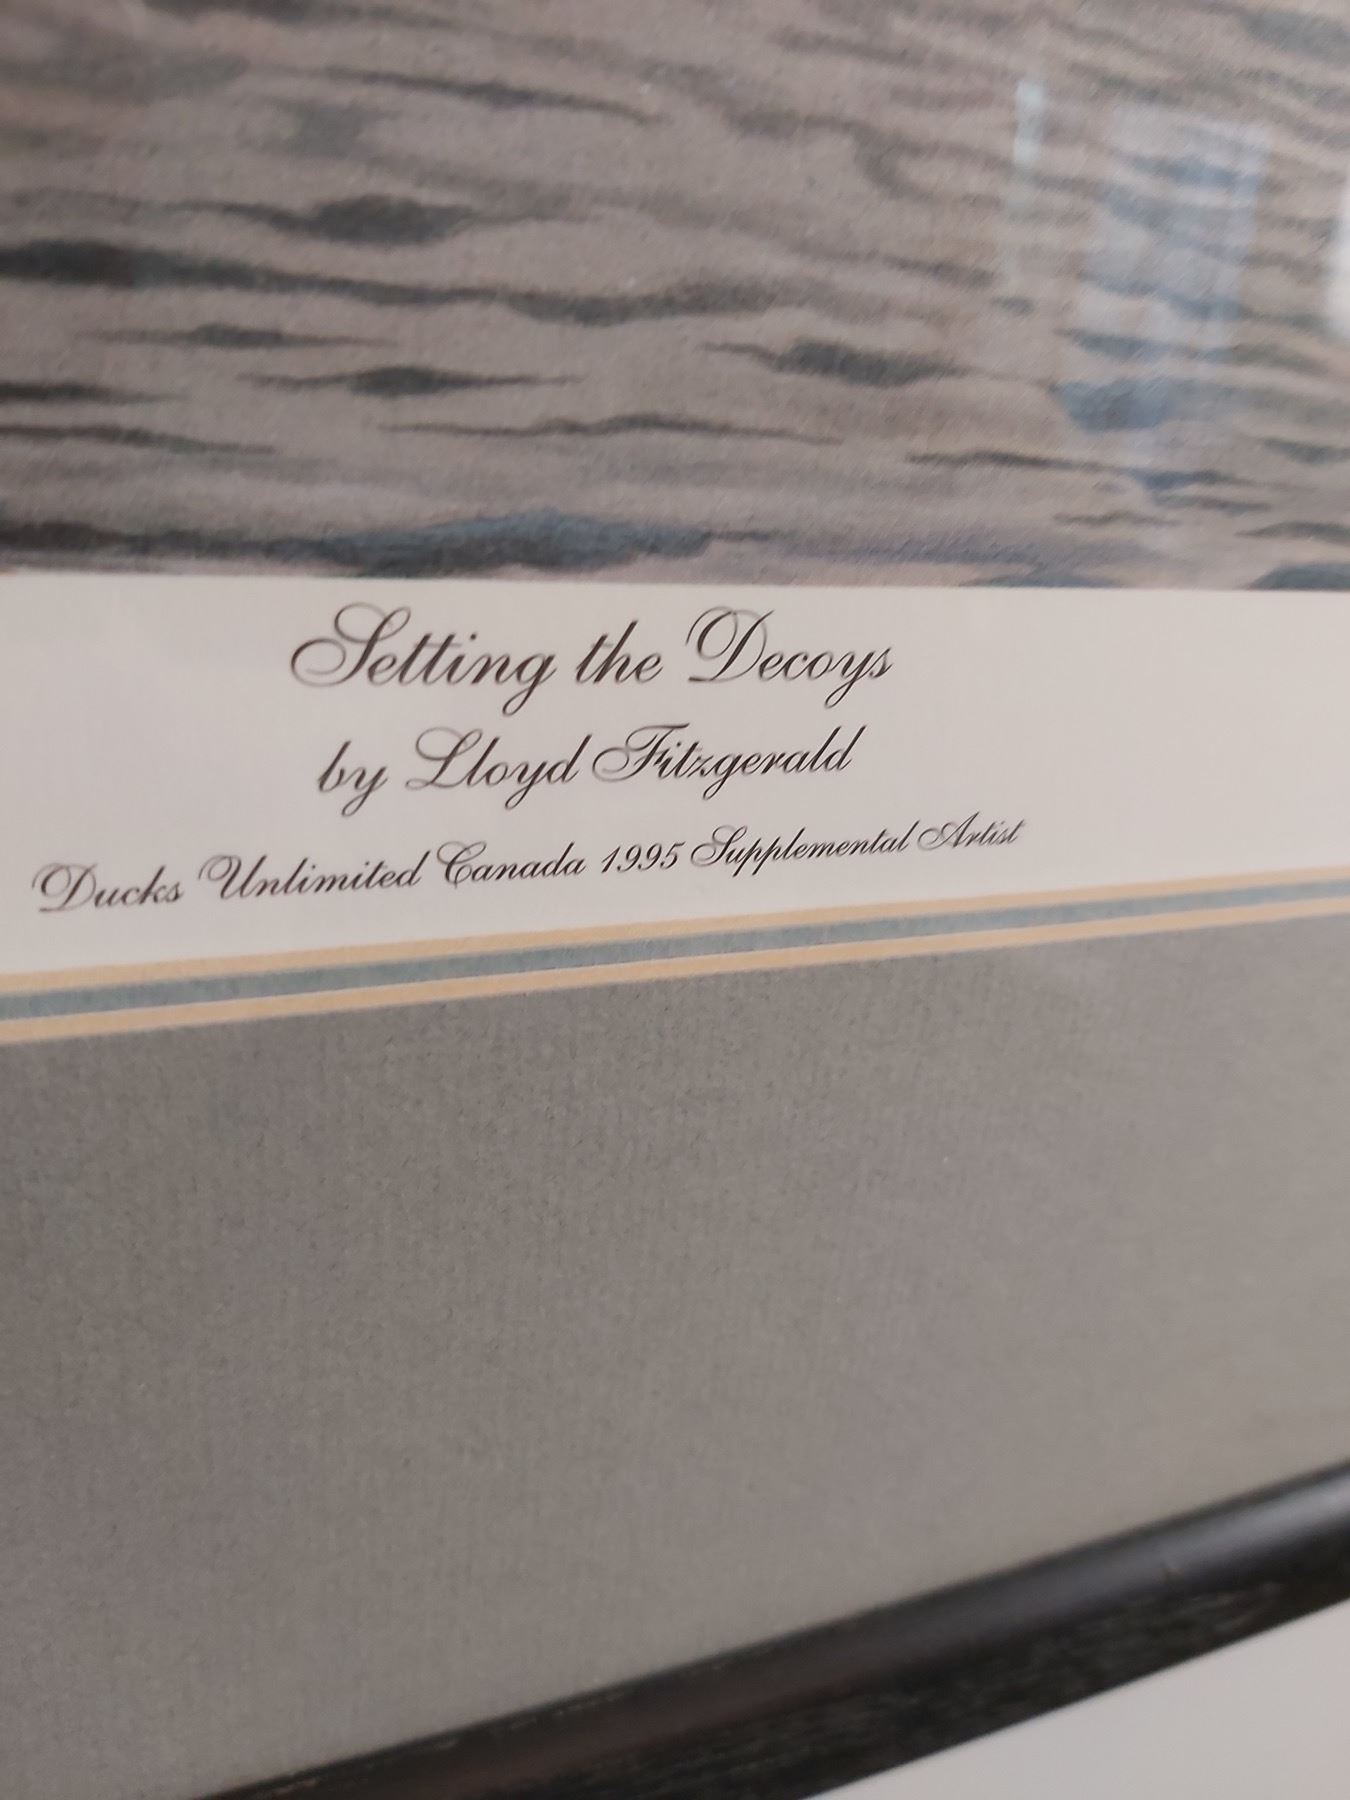 Setting the Decoys
by Lloyd Fitzgerald
Ducks Unlimited Canada 1995 Supplemental Artist